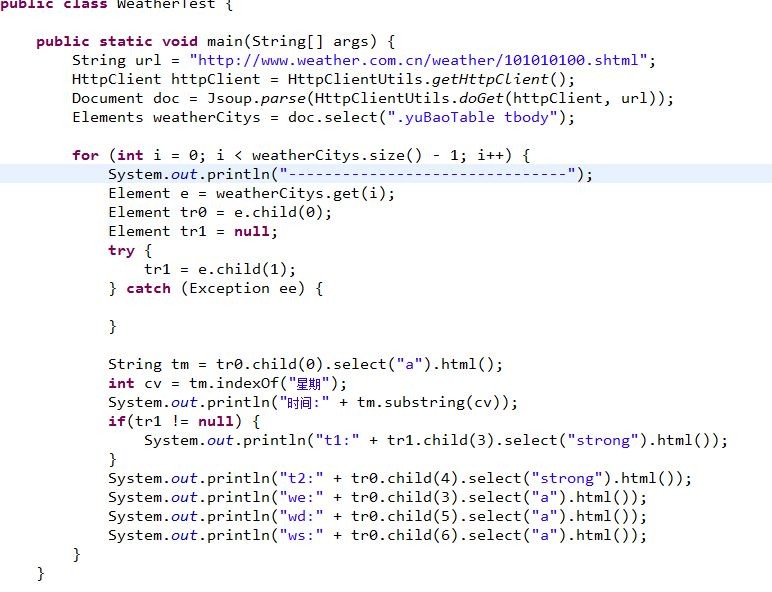 public class WeatherTest {
public static void main(String[] args) {
String url = "http://www.weather.com.cn/weather/101010100.shtml";
HttpClient httpClient = HttpClientUtils.getHttpClient();
Document doc = Jsoup.parse(HttpClientUtils.doGet(httpClient, url));
Elements weatherCitys = doc.select(".yuBaoTable tbody");
for (int i = 0; i < weatherCitys.size() - 1; i++) {
System.out.println("-------------------------------");
Element e = weatherCitys.get(i);
Element tr0 = e.child(0);
Element tr1 = null;
try {
tr1 = e.child(1);
} catch (Exception ee) {
}
String tm = tr0.child(0).select("a").html();
int cv = tm.indexOf("星期");
System.out.println("时间:" + tm.substring(cv));
if(tr1 != null) {
System.out.println("t1:" + tr1.child(3).select("strong").html());
}
System.out.println("t2:" + tr0.child(4).select("strong").html());
System.out.println("we:" + tr0.child(3).select("a").html());
System.out.println("wd:" + tr0.child(5).select("a").html());
System.out.println("ws:" + tr0.child(6).select("a").html());
}
}